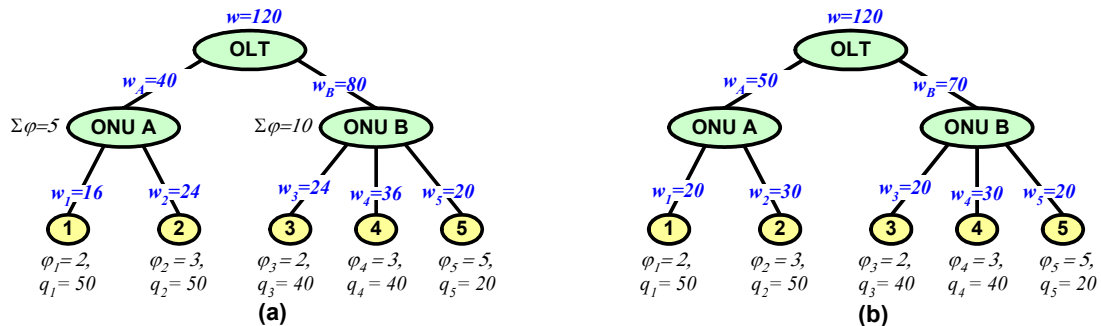 w=120
OLT
w_A=40
w_B=80
Σφ=5
ONU A
Σφ=10
ONU B
w_1=16
w_2=24
w_3=24
w_4=36
w_5=20
1
2
3
4
5
φ_1= 2,
φ_2= 3,
φ_3= 2,
φ_4= 3,
φ_5= 5,
q_1= 50
q_2= 50
q_3= 40
q_4= 40
q_5= 20
(a)
w=120
OLT
w_A=50
w_B=70
ONU A
ONU B
w_1=20
w_2=30
w_3=20
w_4=30
w_5=20
1
2
3
4
5
φ_1= 2,
φ_2= 3,
φ_3= 2,
φ_4= 3,
φ_5= 5,
q_1= 50
q_2= 50
q_3= 40
q_4= 40
q_5= 20
(b)